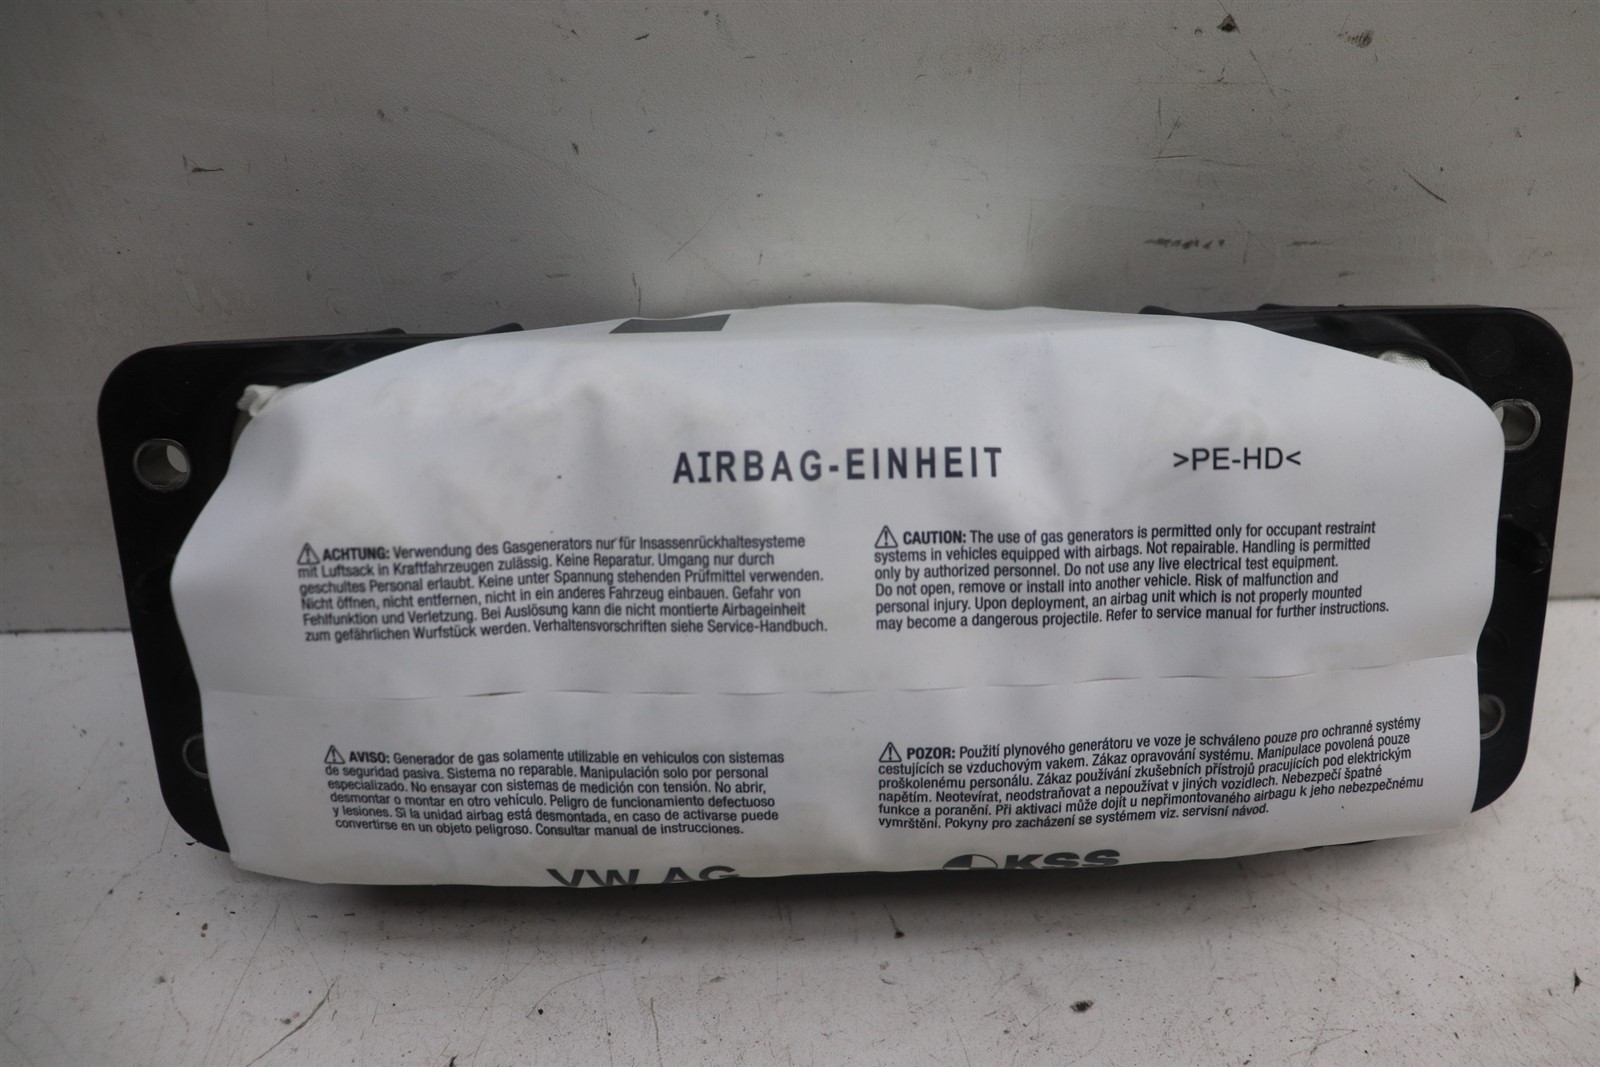 AIRBAG-EINHEIT
>PE-HD<
ACHTUNG: Verwendung des Gasgenerators nur für Insassenrückhaltesysteme
mit Luftsack in Kraftfahrzeugen zulässig. Keine Reparatur. Umgang nur durch
geschultes Personal erlaubt. Keine unter Spannung stehenden Prüfmittel verwenden.
Nicht öffnen, nicht entfernen, nicht in ein anderes Fahrzeug einbauen. Gefahr von
Fehlfunktion und Verletzung. Bei Auslösung kann die nicht montierte Airbageinheit
zum gefährlichen Wurfstück werden. Verhaltensvorschriften siehe Service-Handbuch.
CAUTION: The use of gas generators is permitted only for occupant restraint
systems in vehicles equipped with airbags. Not repairable. Handling is permitted
only by authorized personnel. Do not use any live electrical test equipment.
Do not open, remove or install into another vehicle. Risk of malfunction and
personal injury. Upon deployment, an airbag unit which is not properly mounted
may become a dangerous projectile. Refer to service manual for further instructions.
AVISO: Generador de gas solamente utilizable en vehiculos con sistemas
de seguridad pasiva. Sistema no reparable. Manipulación solo por personal
especializado. No ensayar con sistemas de medición con tensión. No abrir,
desmontar o montar en otro vehículo. Peligro de funcionamiento defectuoso
y lesiones. Si la unidad airbag está desmontada, en caso de activarse puede
convertirse en un objeto peligroso. Consultar manual de instrucciones.
POZOR: Použití plynového generátoru ve voze je schváleno pouze pro ochranné systémy
cestujících se vzduchovým vakem. Zákaz opravování systému. Manipulace povolená pouze
proškolenému personálu. Zákaz používání zkušebních přístrojů pracujících pod elektrickým
napětím. Neotevírat, neodstraňovat a nepoužívat v jiných vozidlech. Nebezpečí špatné
funkce a poranění. Při aktivaci může dojít u nepřimontovaného airbagu k jeho nebezpečnému
vymrštění. Pokyny pro zacházení se systémem viz. servisní návod.
VW AG
KSS